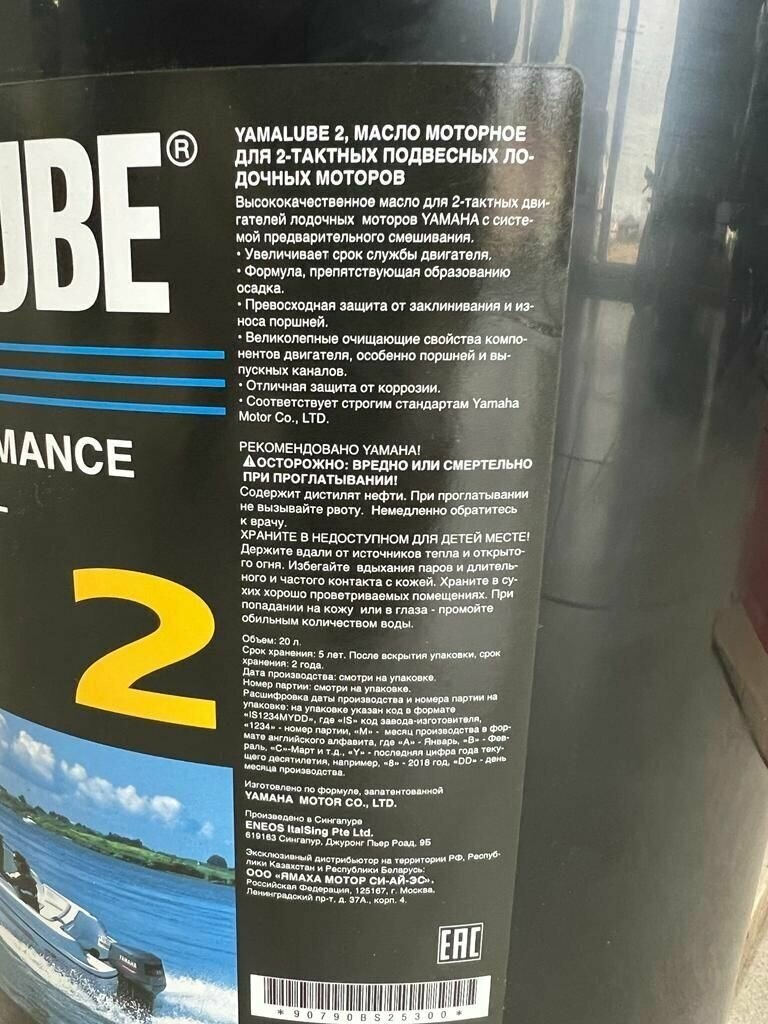 UBE®
MANCE
2
YAMALUBE 2, МАСЛО МОТОРНОЕ
ДЛЯ 2-ТАКТНЫХ ПОДВЕСНЫХ ЛО-
ДОЧНЫХ МОТОРОВ
Высококачественное масло для 2-тактных дви-
гателей лодочных моторов YAMAHA с систе-
мой предварительного смешивания.
• Увеличивает срок службы двигателя.
• Формула, препятствующая образованию
осадка.
• Превосходная защита от заклинивания и из-
носа поршней.
• Великолепные очищающие свойства компо-
нентов двигателя, особенно поршней и вы-
пускных каналов.
• Отличная защита от коррозии.
• Соответствует строгим стандартам Yamaha
Motor Co., LTD.
РЕКОМЕНДОВАНО YAMAHA!
⚠ОСТОРОЖНО: ВРЕДНО ИЛИ СМЕРТЕЛЬНО
ПРИ ПРОГЛАТЫВАНИИ!
Содержит дистилят нефти. При проглатывании
не вызывайте рвоту. Немедленно обратитесь
к врачу.
ХРАНИТЕ В НЕДОСТУПНОМ ДЛЯ ДЕТЕЙ МЕСТЕ!
Держите вдали от источников тепла и открыто-
го огня. Избегайте вдыхания паров и длитель-
ного и частого контакта с кожей. Храните в су-
хих хорошо проветриваемых помещениях. При
попадании на кожу или в глаза - промойте
обильным количеством воды.
Объем: 20 л.
Срок хранения: 5 лет. После вскрытия упаковки, срок
хранения: 2 года.
Дата производства: смотри на упаковке.
Номер партии: смотри на упаковке.
Расшифровка даты производства и номера партии на
упаковке: на упаковке указан код в формате
«IS1234MYDD», где «IS» код завода-изготовителя,
«1234» - номер партии, «M» - месяц производства в фор-
мате английского алфавита, где «A» - Январь, «B» - Фев-
раль, «C»-Март и т.д., «Y» - последняя цифра года теку-
щего десятилетия, например, «8» - 2018 год, «DD» - день
месяца производства.
Изготовлено по формуле, запатентованной
YAMAHA MOTOR CO., LTD.
Произведено в Сингапуре
ENEOS ItalSing Pte Ltd.
619163 Сингапур, Джуронг Пьер Роад, 9Б
Эксклюзивный дистрибьютор на территории РФ, Респуб-
лики Казахстан и Республики Беларусь:
ООО «ЯМАХА МОТОР СИ-АЙ-ЭС».
Российская Федерация, 125167, г. Москва,
Ленинградский пр-т, д. 37А., корп. 4.
EAC
*90790BS25300*
YAMAHA